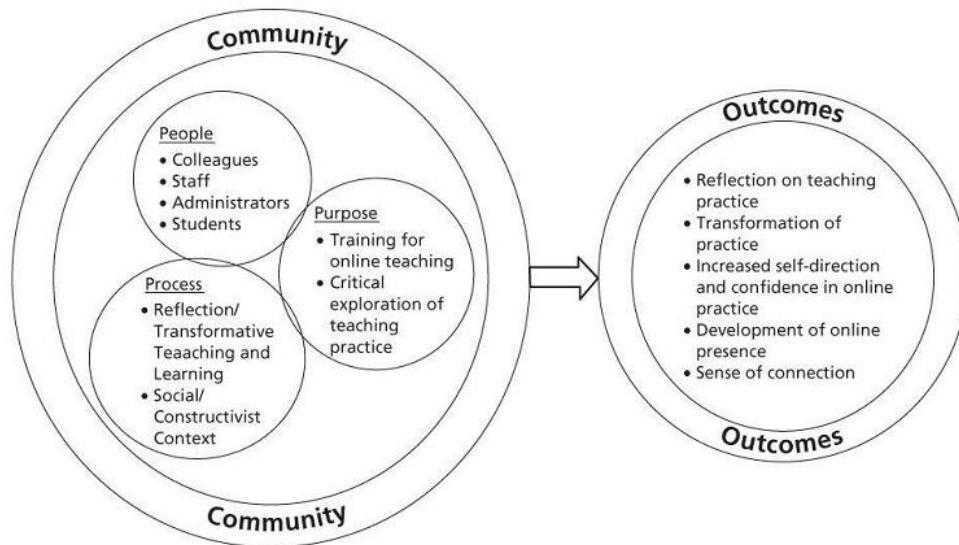 Community
People
• Colleagues
• Staff
• Administrators
• Students
Purpose
• Training for
online teaching
• Critical
exploration of
teaching
practice
Process
• Reflection/
Transformative
Teaaching and
Learning
• Social/
Constructivist
Context
Community
Outcomes
• Reflection on teaching
practice
• Transformation of
practice
• Increased self-direction
and confidence in online
practice
• Development of online
presence
• Sense of connection
Outcomes